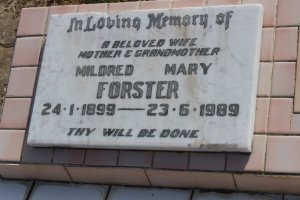 In Loving Memory of
A BELOVED WIFE
MOTHER & GRANDMOTHER
MILDRED MARY
FORSTER
24·1·1899 — 23·6·1989
THY WILL BE DONE